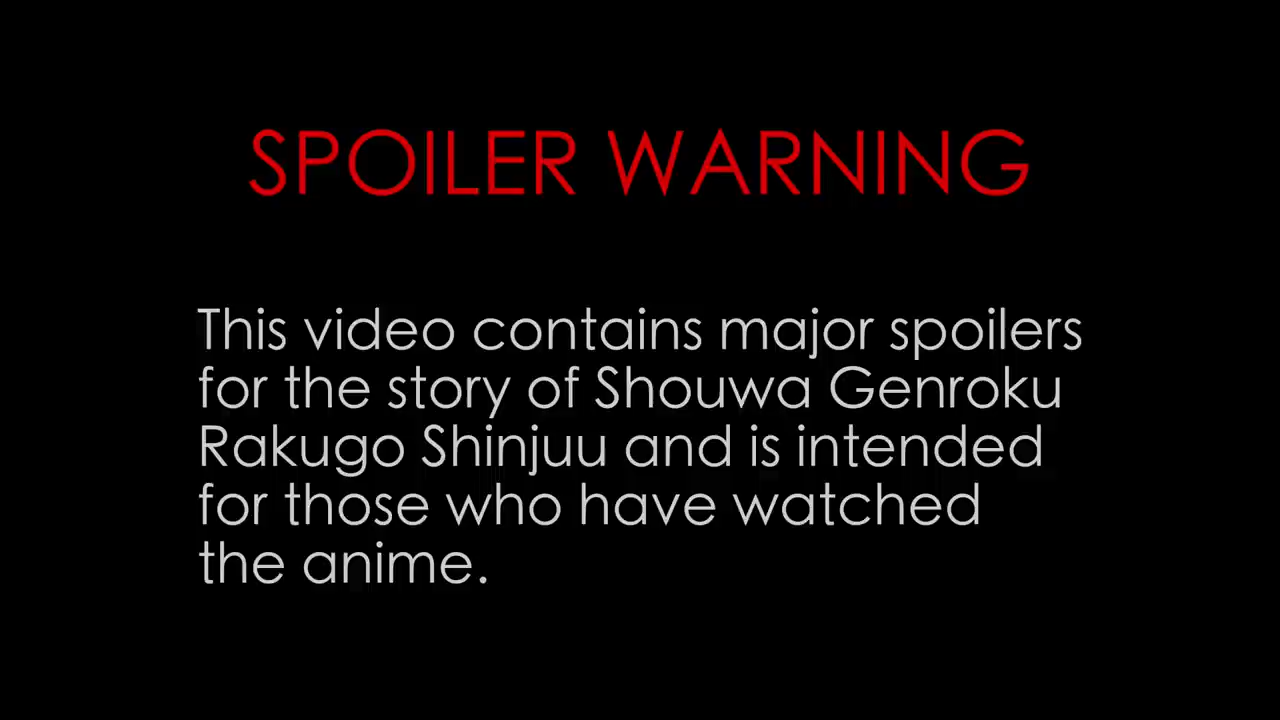 SPOILER WARNING
This video contains major spoilers
for the story of Shouwa Genroku
Rakugo Shinjuu and is intended
for those who have watched
the anime.